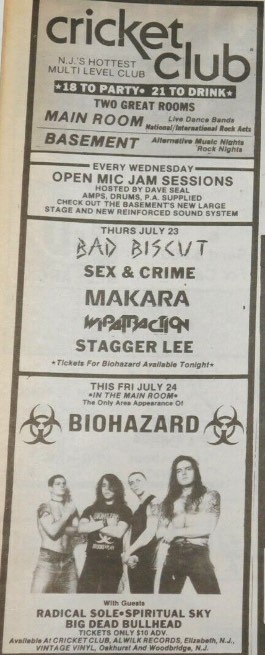 cricket
club
N.J.'S HOTTEST
MULTI LEVEL CLUB
★18 TO PARTY• 21 TO DRINK★
TWO GREAT ROOMS
MAIN ROOM Live Dance Bands
National/International Rock Acts
BASEMENT Alternative Music Nights
Rock Nights
EVERY WEDNESDAY
OPEN MIC JAM SESSIONS
HOSTED BY DAVE SEAL
AMPS, DRUMS, P.A. SUPPLIED
CHECK OUT THE BASEMENT'S NEW LARGE
STAGE AND NEW REINFORCED SOUND SYSTEM
THURS JULY 23
BAD BISCUT
SEX & CRIME
MAKARA
STAGGER LEE
★Tickets For Biohazard Available Tonight★
THIS FRI JULY 24
★IN THE MAIN ROOM★
The Only Area Appearance Of
BIOHAZARD
BIOHAZARD
With Guests
RADICAL SOLE•SPIRITUAL SKY
BIG DEAD BULLHEAD
TICKETS ONLY $10 ADV.
Available At CRICKET CLUB, ALWILK RECORDS, Elizabeth, N.J.,
VINTAGE VINYL, Oakhurst And Woodbridge, N.J.